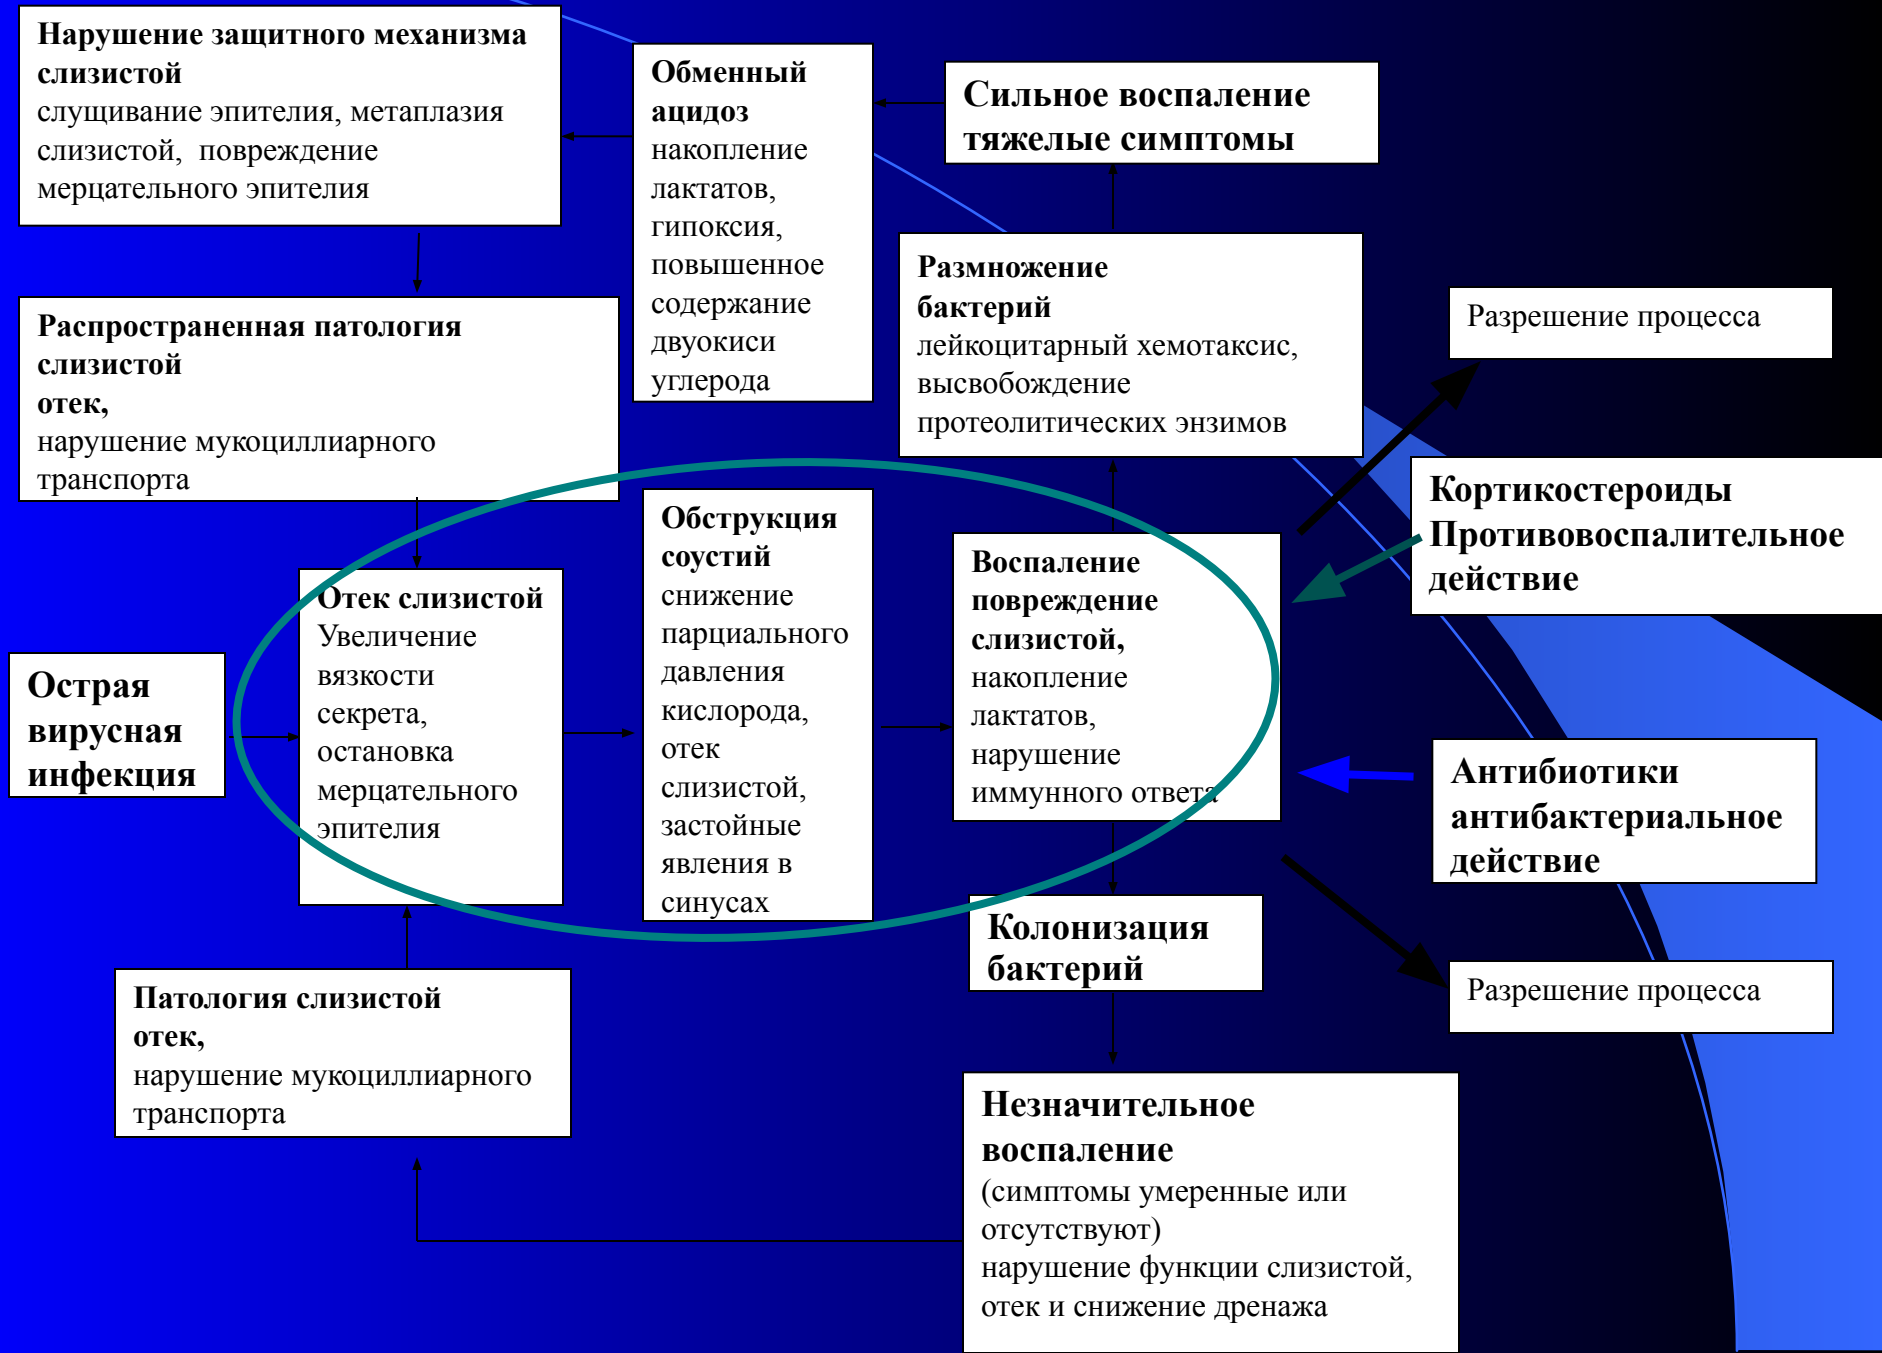 Нарушение защитного механизма
слизистой
слущивание эпителия, метаплазия
слизистой, повреждение
мерцательного эпителия
Обменный
ацидоз
накопление
лактатов,
гипоксия,
повышенное
содержание
двуокиси
углерода
Сильное воспаление
тяжелые симптомы
Размножение
бактерий
лейкоцитарный хемотаксис,
высвобождение
протеолитических энзимов
Разрешение процесса
Распространенная патология
слизистой
отек,
нарушение мукоциллиарного
транспорта
Кортикостероиды
Противовоспалительное
действие
Обструкция
соустий
снижение
парциального
давления
кислорода,
отек
слизистой,
застойные
явления в
синусах
Воспаление
повреждение
слизистой,
накопление
лактатов,
нарушение
иммунного ответа
Отек слизистой
Увеличение
вязкости
секрета,
остановка
мерцательного
эпителия
Острая
вирусная
инфекция
Антибиотики
антибактериальное
действие
Колонизация
бактерий
Разрешение процесса
Патология слизистой
отек,
нарушение мукоциллиарного
транспорта
Незначительное
воспаление
(симптомы умеренные или
отсутствуют)
нарушение функции слизистой,
отек и снижение дренажа